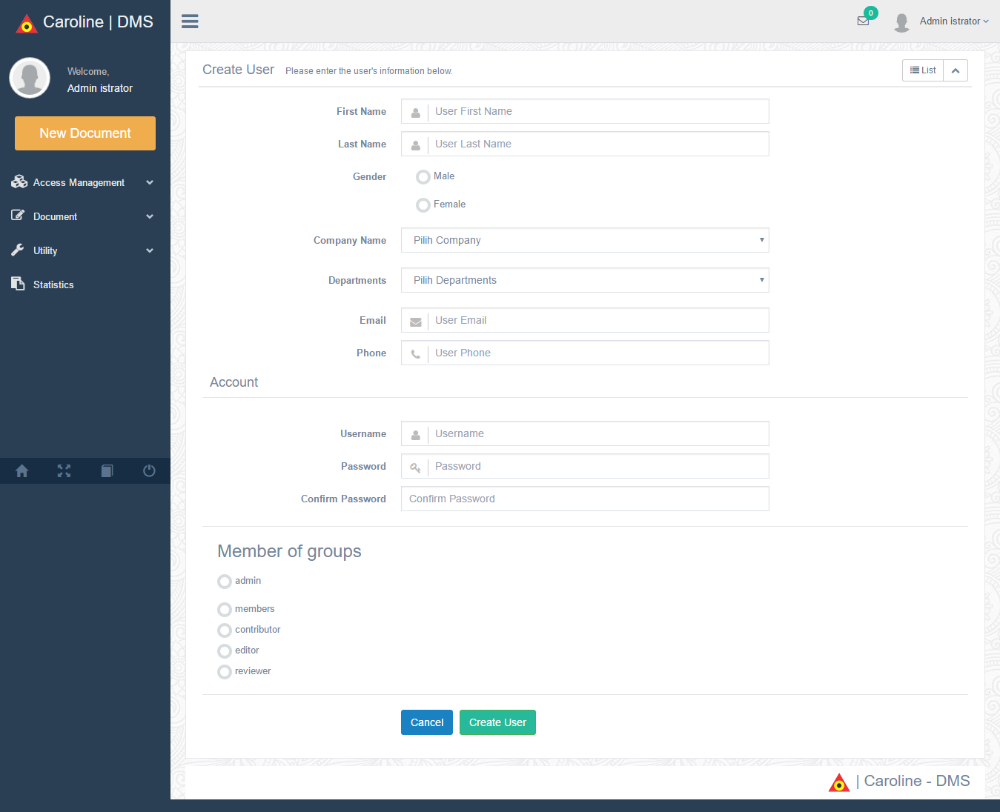 Caroline | DMS
0
Admin istrator
Welcome,
Admin istrator
New Document
Access Management
Document
Utility
Statistics
Create User Please enter the user's information below.
List
First Name User First Name
Last Name User Last Name
Gender Male
Female
Company Name Pilih Company
Departments Pilih Departments
Email User Email
Phone User Phone
Account
Username Username
Password Password
Confirm Password Confirm Password
Member of groups
admin
members
contributor
editor
reviewer
Cancel Create User
| Caroline - DMS